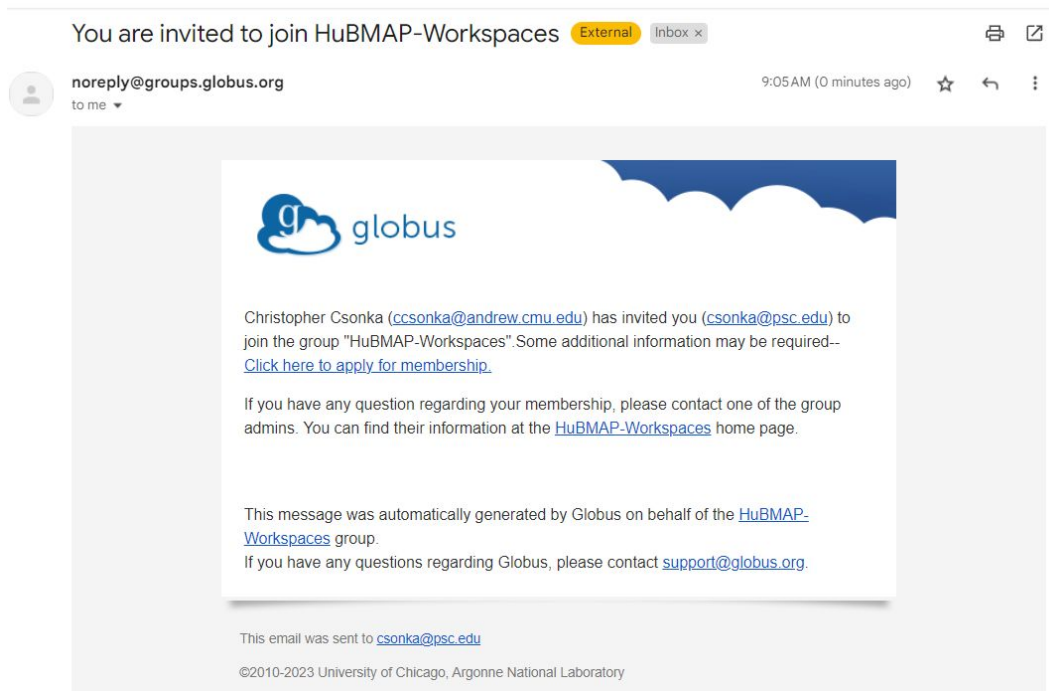 You are invited to join HuBMAP-Workspaces External Inbox ×
noreply@groups.globus.org 9:05 AM (0 minutes ago)
to me
g globus
Christopher Csonka (ccsonka@andrew.cmu.edu) has invited you (csonka@psc.edu) to
join the group "HuBMAP-Workspaces".Some additional information may be required--
Click here to apply for membership.
If you have any question regarding your membership, please contact one of the group
admins. You can find their information at the HuBMAP-Workspaces home page.
This message was automatically generated by Globus on behalf of the HuBMAP-
Workspaces group.
If you have any questions regarding Globus, please contact support@globus.org.
This email was sent to csonka@psc.edu
©2010-2023 University of Chicago, Argonne National Laboratory